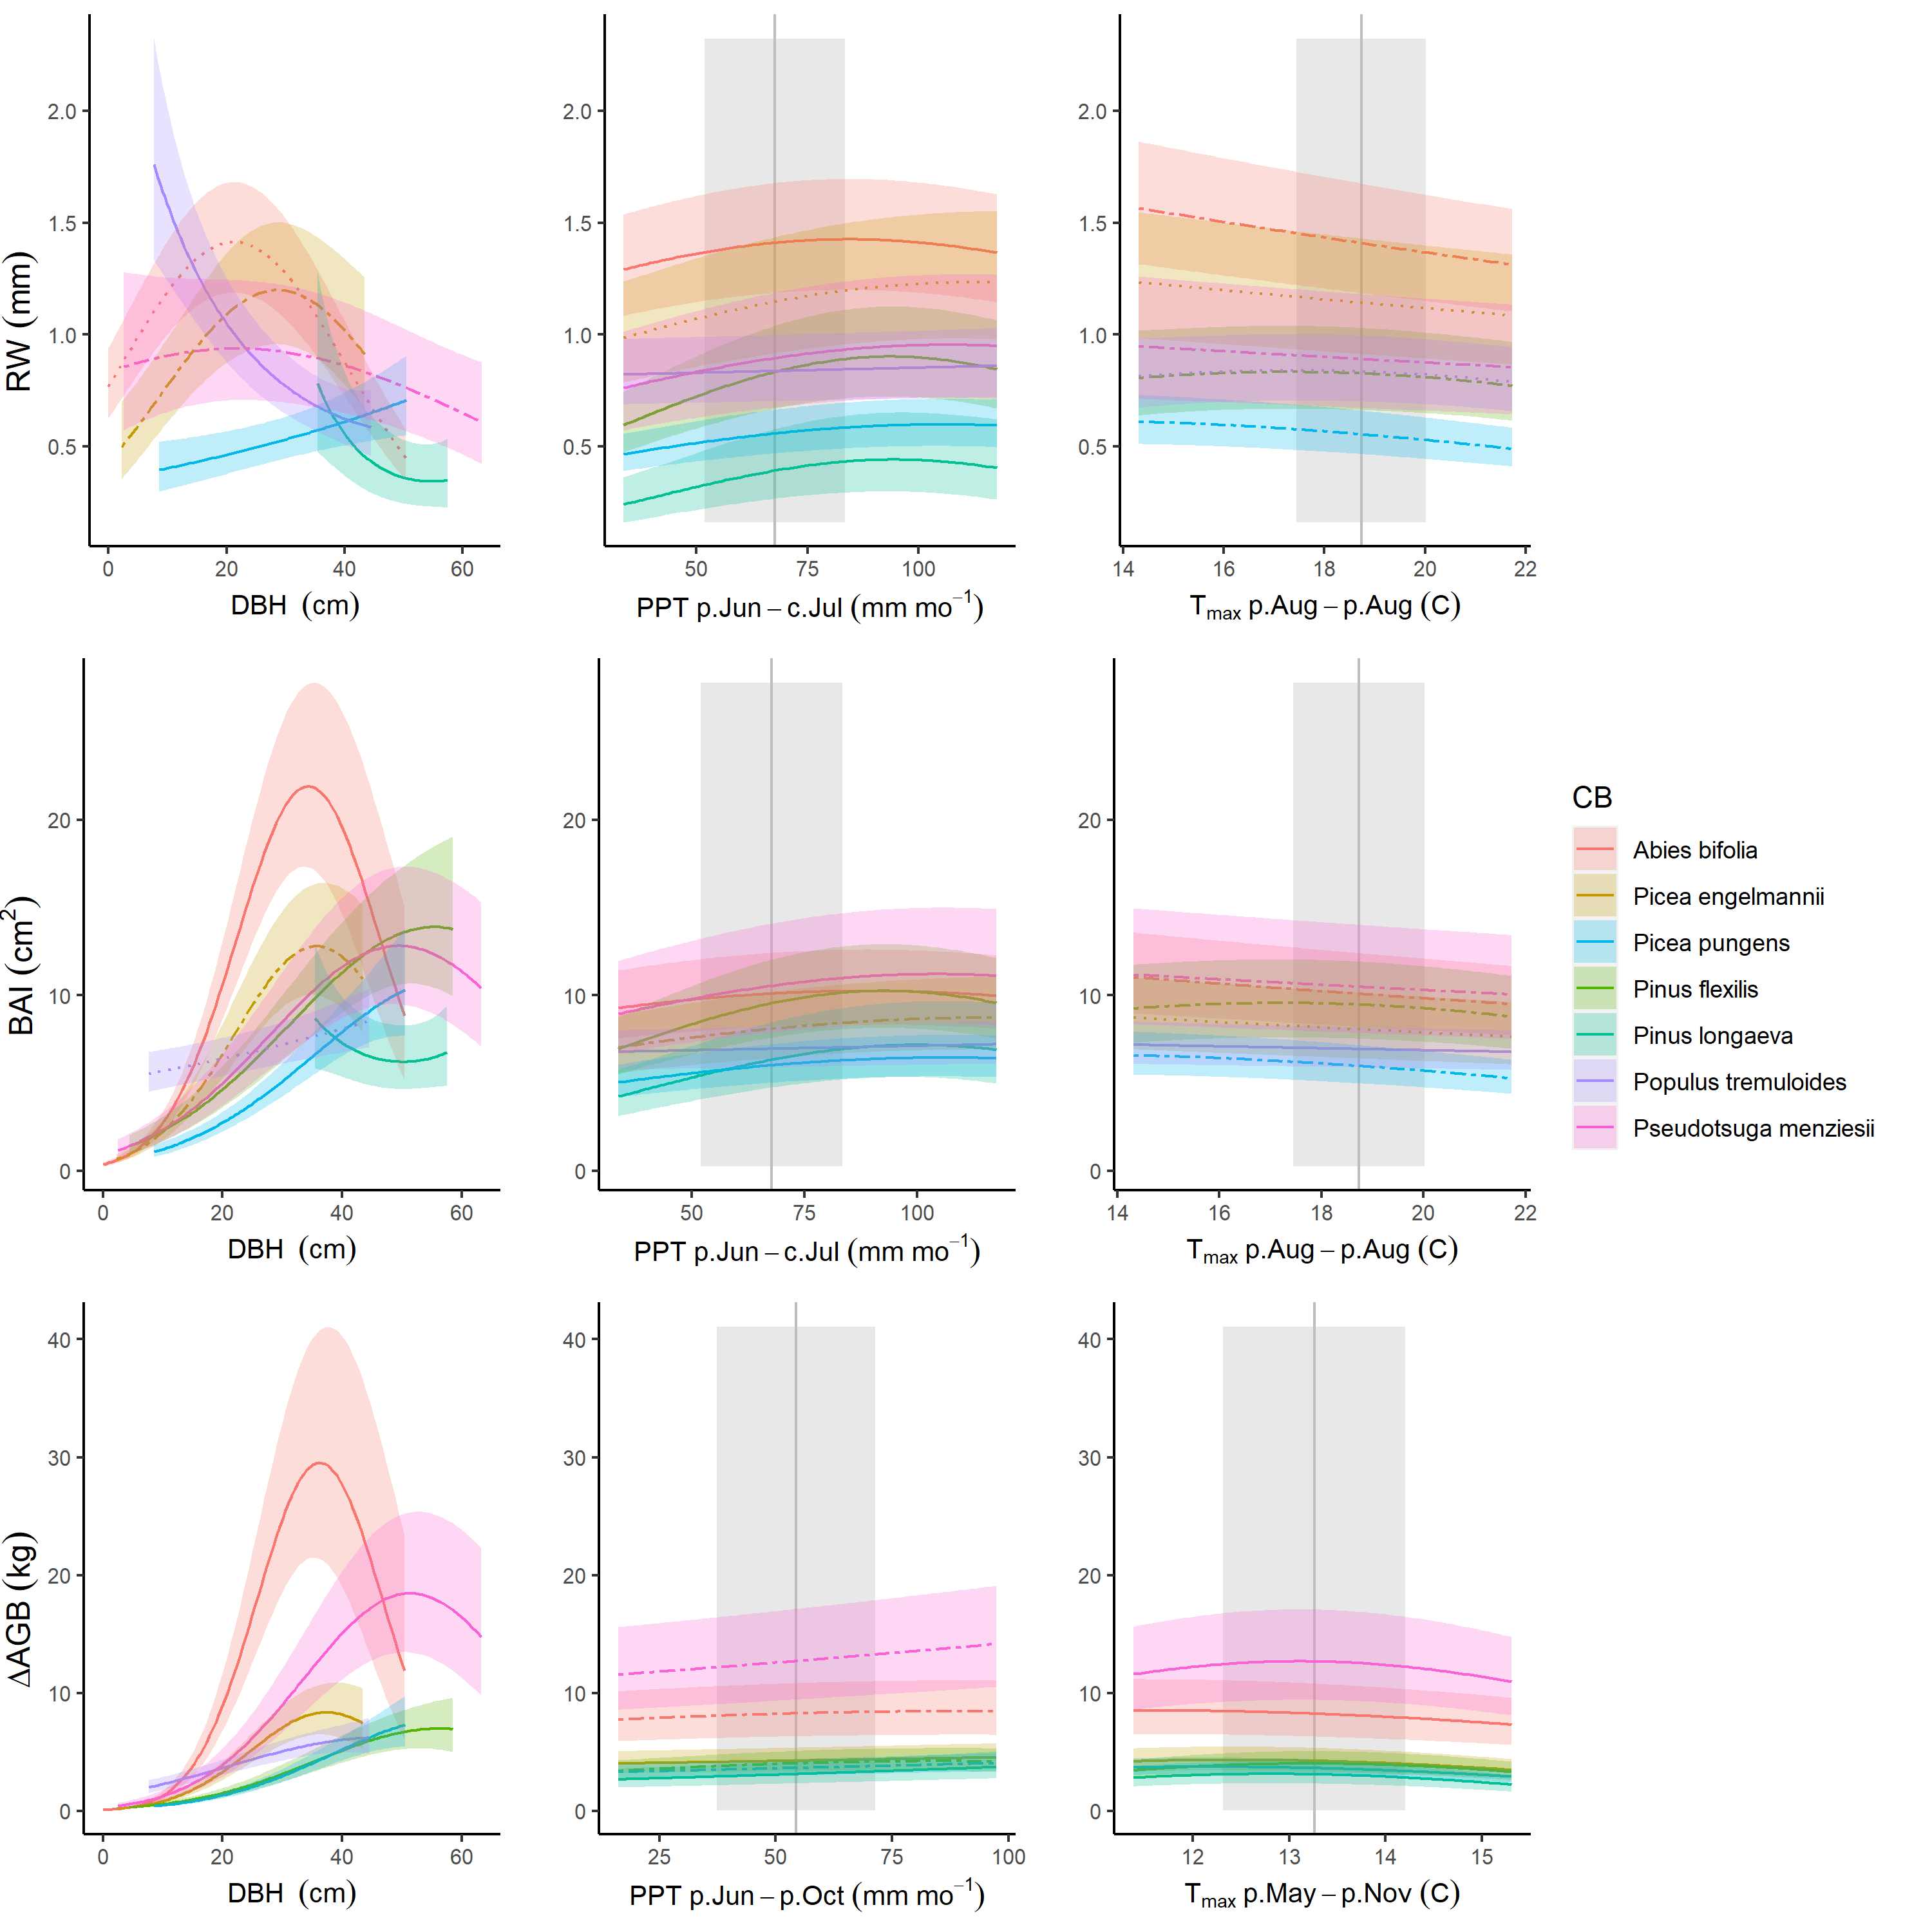 RW (mm)
2.0
1.5
1.0
0.5
0 20 40 60
DBH (cm)
2.0
1.5
1.0
0.5
50 75 100
PPT p.Jun – c.Jul (mm mo⁻¹)
2.0
1.5
1.0
0.5
14 16 18 20 22
Tmax p.Aug – p.Aug (C)
BAI (cm²)
20
10
0
0 20 40 60
DBH (cm)
20
10
0
50 75 100
PPT p.Jun – c.Jul (mm mo⁻¹)
20
10
0
14 16 18 20 22
Tmax p.Aug – p.Aug (C)
CB
Abies bifolia
Picea engelmannii
Picea pungens
Pinus flexilis
Pinus longaeva
Populus tremuloides
Pseudotsuga menziesii
ΔAGB (kg)
40
30
20
10
0
0 20 40 60
DBH (cm)
40
30
20
10
0
25 50 75 100
PPT p.Jun – p.Oct (mm mo⁻¹)
40
30
20
10
0
12 13 14 15
Tmax p.May – p.Nov (C)